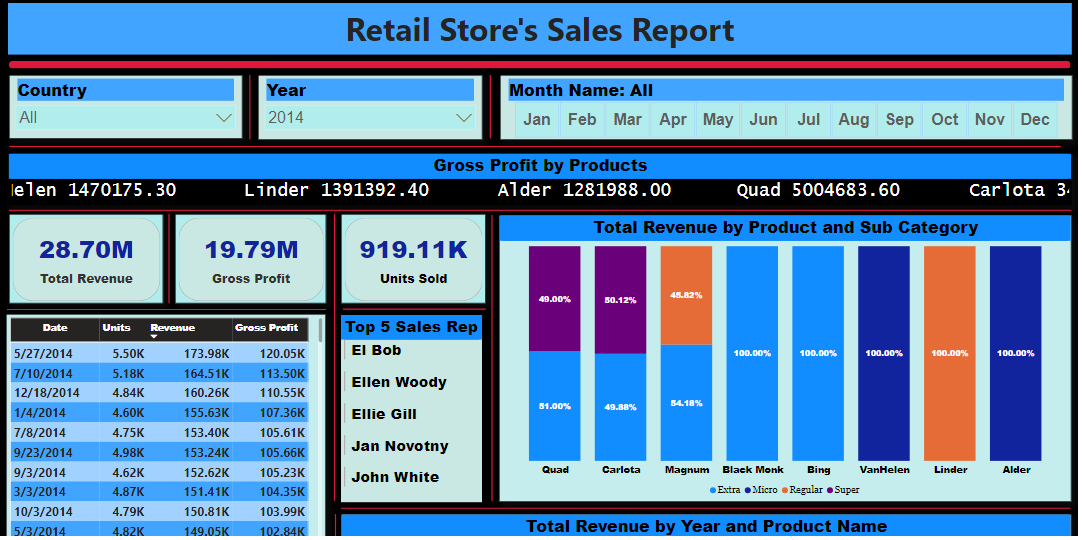 Retail Store's Sales Report
Country
All
Year
2014
Month Name: All
Jan Feb Mar Apr May Jun Jul Aug Sep Oct Nov Dec
Gross Profit by Products
elen 1470175.30 Linder 1391392.40 Alder 1281988.00 Quad 5004683.60 Carlota
28.70M
Total Revenue
19.79M
Gross Profit
919.11K
Units Sold
Date Units Revenue Gross Profit
5/27/2014 5.50K 173.98K 120.05K
7/10/2014 5.18K 164.51K 113.50K
12/18/2014 4.84K 160.26K 110.55K
1/4/2014 4.60K 155.63K 107.36K
7/8/2014 4.75K 153.40K 105.61K
9/23/2014 4.98K 153.24K 105.66K
9/3/2014 4.62K 152.62K 105.23K
3/3/2014 4.87K 151.41K 104.35K
10/3/2014 4.79K 150.81K 103.99K
5/3/2014 4.82K 149.05K 102.84K
Top 5 Sales Rep
El Bob
Ellen Woody
Ellie Gill
Jan Novotny
John White
Total Revenue by Product and Sub Category
49.00% 50.12% 45.82% 100.00% 100.00% 100.00% 100.00% 100.00%
51.00% 49.88% 54.18%
Quad Carlota Magnum Black Monk Bing VanHelen Linder Alder
Extra Micro Regular Super
Total Revenue by Year and Product Name